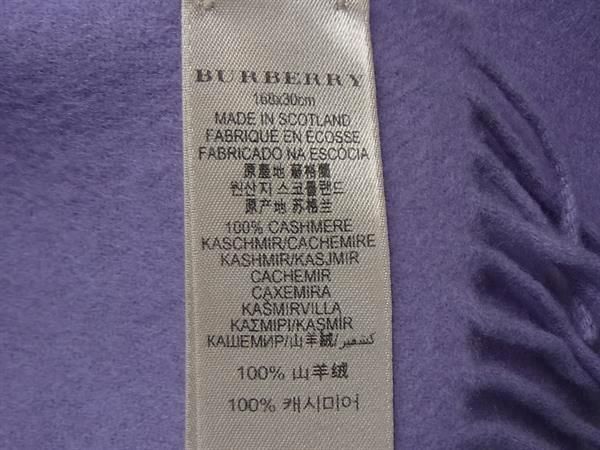 BURBERRY
168x30cm
MADE IN SCOTLAND
FABRIQUE EN ÉCOSSE
FABRICADO NA ESCÓCIA
原產地 蘇格蘭
원산지 스코틀랜드
原产地 苏格兰
100% CASHMERE
KASCHMIR/CACHEMIRE
KASHMIR/KASJMIR
CACHEMIR
CAXEMIRA
KAŠMIRVILLA
ΚΑΣΜΙΡΙ/KAŞMİR
КАШЕМИР/山羊絨/كشمير
100% 山羊绒
100% 캐시미어